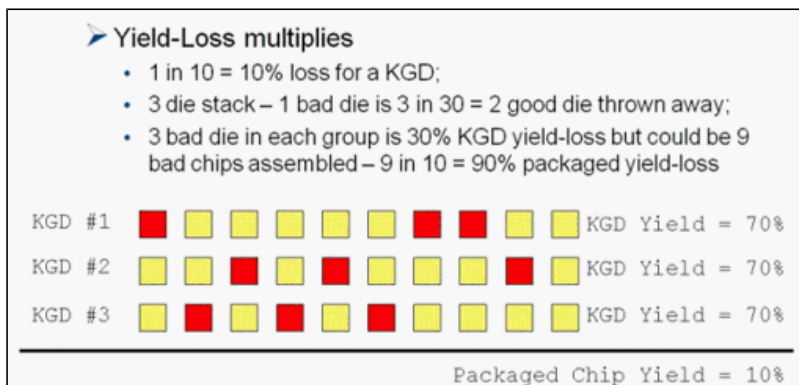 Yield-Loss multiplies
• 1 in 10 = 10% loss for a KGD;
• 3 die stack – 1 bad die is 3 in 30 = 2 good die thrown away;
• 3 bad die in each group is 30% KGD yield-loss but could be 9
bad chips assembled – 9 in 10 = 90% packaged yield-loss
KGD #1 KGD Yield = 70%
KGD #2 KGD Yield = 70%
KGD #3 KGD Yield = 70%
Packaged Chip Yield = 10%